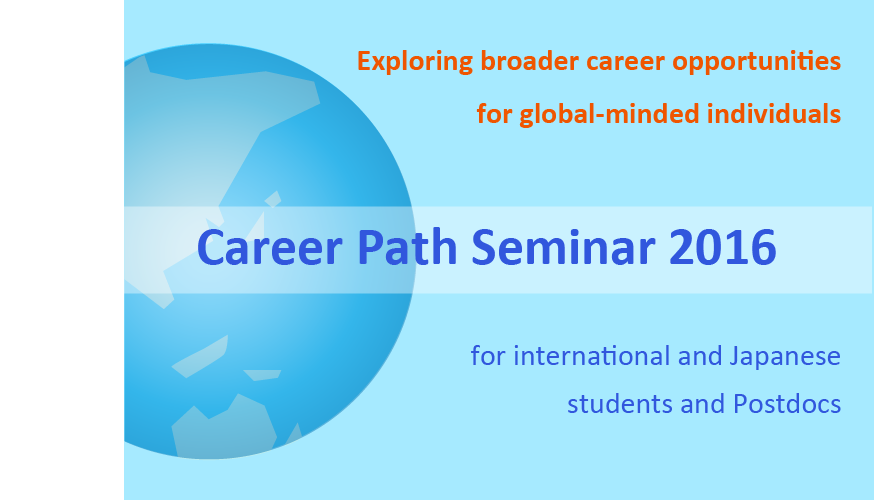 Exploring broader career opportunities
for global-minded individuals
Career Path Seminar 2016
for international and Japanese
students and Postdocs